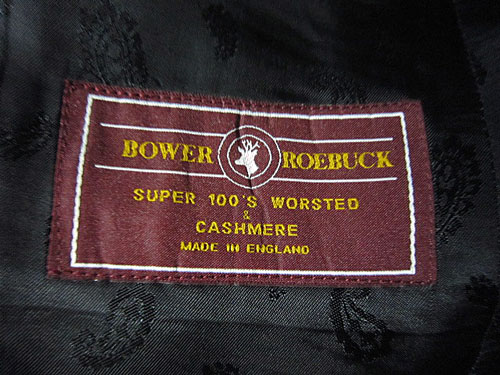 BOWER ROEBUCK
SUPER 100'S WORSTED
&
CASHMERE
MADE IN ENGLAND